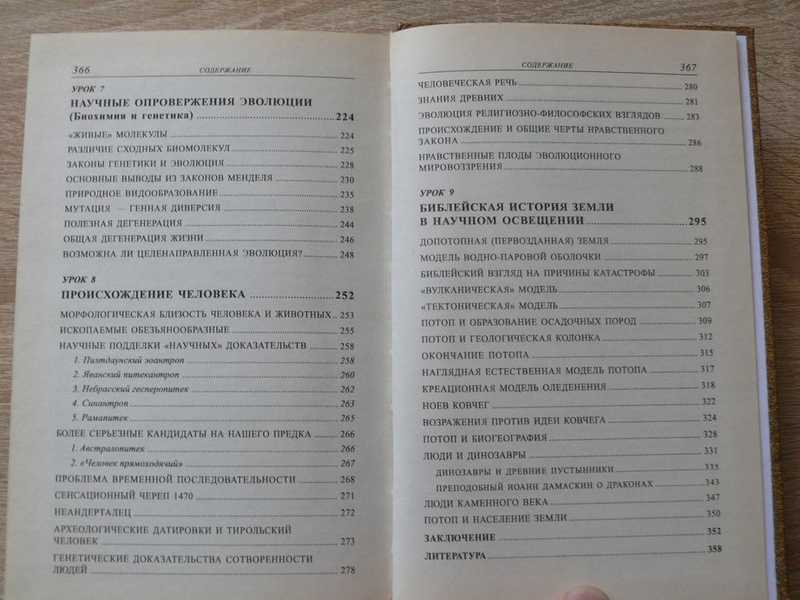 366 СОДЕРЖАНИЕ
УРОК 7
НАУЧНЫЕ ОПРОВЕРЖЕНИЯ ЭВОЛЮЦИИ
(Биохимия и генетика) 224
«ЖИВЫЕ» МОЛЕКУЛЫ 224
РАЗЛИЧИЕ СХОДНЫХ БИОМОЛЕКУЛ 225
ЗАКОНЫ ГЕНЕТИКИ И ЭВОЛЮЦИЯ 228
ОСНОВНЫЕ ВЫВОДЫ ИЗ ЗАКОНОВ МЕНДЕЛЯ 230
ПРИРОДНОЕ ВИДООБРАЗОВАНИЕ 235
МУТАЦИЯ — ГЕННАЯ ДИВЕРСИЯ 238
ПОЛЕЗНАЯ ДЕГЕНЕРАЦИЯ 244
ОБЩАЯ ДЕГЕНЕРАЦИЯ ЖИЗНИ 246
ВОЗМОЖНА ЛИ ЦЕЛЕНАПРАВЛЕННАЯ ЭВОЛЮЦИЯ? 248
УРОК 8
ПРОИСХОЖДЕНИЕ ЧЕЛОВЕКА 252
МОРФОЛОГИЧЕСКАЯ БЛИЗОСТЬ ЧЕЛОВЕКА И ЖИВОТНЫХ 253
ИСКОПАЕМЫЕ ОБЕЗЬЯНООБРАЗНЫЕ 255
НАУЧНЫЕ ПОДДЕЛКИ «НАУЧНЫХ» ДОКАЗАТЕЛЬСТВ 258
1. Пилтдаунский эоантроп 258
2. Яванский питекантроп 260
3. Небрасский гесперопитек 262
4. Синантроп 263
5. Рамапитек 265
БОЛЕЕ СЕРЬЕЗНЫЕ КАНДИДАТЫ НА НАШЕГО ПРЕДКА 266
1. Австралопитек 266
2. «Человек прямоходячий» 267
ПРОБЛЕМА ВРЕМЕННОЙ ПОСЛЕДОВАТЕЛЬНОСТИ 268
СЕНСАЦИОННЫЙ ЧЕРЕП 1470 271
НЕАНДЕРТАЛЕЦ 272
АРХЕОЛОГИЧЕСКИЕ ДАТИРОВКИ И ТИРОЛЬСКИЙ
ЧЕЛОВЕК 273
ГЕНЕТИЧЕСКИЕ ДОКАЗАТЕЛЬСТВА СОТВОРЕННОСТИ
ЛЮДЕЙ 278
СОДЕРЖАНИЕ 367
ЧЕЛОВЕЧЕСКАЯ РЕЧЬ 280
ЗНАНИЯ ДРЕВНИХ 281
ЭВОЛЮЦИЯ РЕЛИГИОЗНО-ФИЛОСОФСКИХ ВЗГЛЯДОВ 283
ПРОИСХОЖДЕНИЕ И ОБЩИЕ ЧЕРТЫ НРАВСТВЕННОГО
ЗАКОНА 286
НРАВСТВЕННЫЕ ПЛОДЫ ЭВОЛЮЦИОННОГО
МИРОВОЗЗРЕНИЯ 288
УРОК 9
БИБЛЕЙСКАЯ ИСТОРИЯ ЗЕМЛИ
В НАУЧНОМ ОСВЕЩЕНИИ 295
ДОПОТОПНАЯ (ПЕРВОЗДАННАЯ) ЗЕМЛЯ 295
МОДЕЛЬ ВОДНО-ПАРОВОЙ ОБОЛОЧКИ 297
БИБЛЕЙСКИЙ ВЗГЛЯД НА ПРИЧИНЫ КАТАСТРОФЫ 303
«ВУЛКАНИЧЕСКАЯ» МОДЕЛЬ 306
«ТЕКТОНИЧЕСКАЯ» МОДЕЛЬ 307
ПОТОП И ОБРАЗОВАНИЕ ОСАДОЧНЫХ ПОРОД 309
ПОТОП И ГЕОЛОГИЧЕСКАЯ КОЛОНКА 312
ОКОНЧАНИЕ ПОТОПА 315
НАГЛЯДНАЯ ЕСТЕСТВЕННАЯ МОДЕЛЬ ПОТОПА 317
КРЕАЦИОННАЯ МОДЕЛЬ ОЛЕДЕНЕНИЯ 318
НОЕВ КОВЧЕГ 322
ВОЗРАЖЕНИЯ ПРОТИВ ИДЕИ КОВЧЕГА 324
ПОТОП И БИОГЕОГРАФИЯ 328
ЛЮДИ И ДИНОЗАВРЫ 331
ДИНОЗАВРЫ И ДРЕВНИЕ ПУСТЫННИКИ 335
ПРЕПОДОБНЫЙ ИОАНН ДАМАСКИН О ДРАКОНАХ 343
ЛЮДИ КАМЕННОГО ВЕКА 347
ПОТОП И НАСЕЛЕНИЕ ЗЕМЛИ 350
ЗАКЛЮЧЕНИЕ 352
ЛИТЕРАТУРА 358